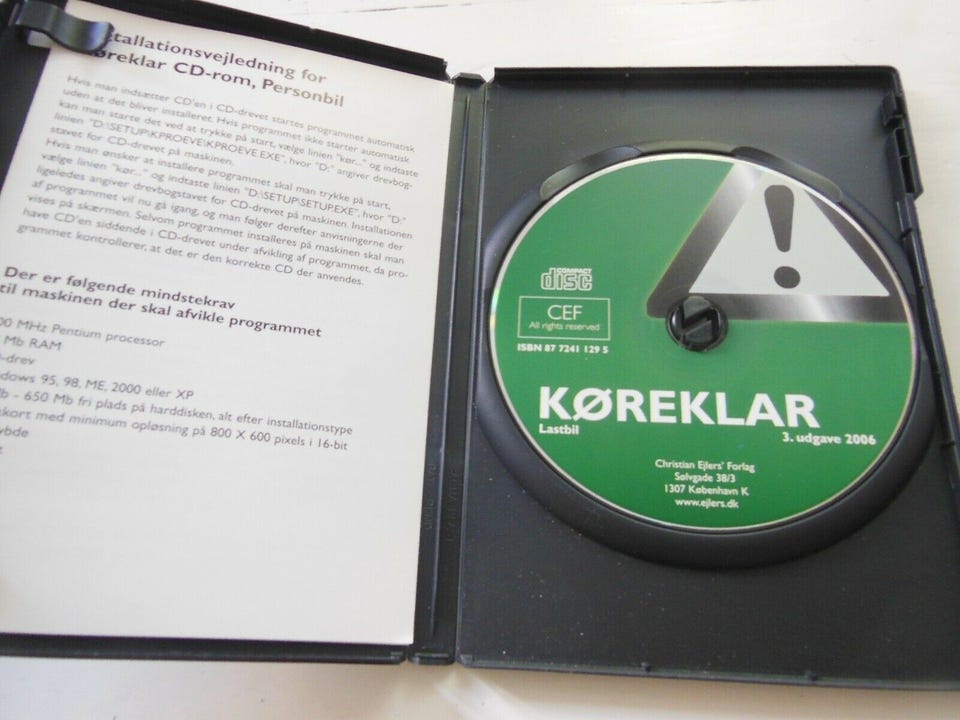 tallationsvejledning for
øreklar CD-rom, Personbil
Hvis man indsætter CD'en i CD-drevet startes programmet automatisk
uden at det bliver installeret. Hvis programmet ikke starter automatisk
kan man starte det ved at trykke på start, vælge linien "kør..." og indtaste
linien "D:\SETUP\KPROEVE\KPROEVE.EXE", hvor "D:" angiver drevbog-
stavet for CD-drevet på maskinen.
Hvis man ønsker at installere programmet skal man trykke på start,
vælge linien "kør..." og indtaste linien "D:\SETUP\SETUP.EXE", hvor "D:"
ligeledes angiver drevbogstavet for CD-drevet på maskinen. Installationen
af programmet vil nu gå igang, og man følger derefter anvisningerne der
vises på skærmen. Selvom programmet installeres på maskinen skal man
have CD'en siddende i CD-drevet under afvikling af programmet, da pro-
grammet kontrollerer, at det er den korrekte CD der anvendes.
Der er følgende mindstekrav
til maskinen der skal afvikle programmet
00 MHz Pentium processor
Mb RAM
-drev
dows 95, 98, ME, 2000 eller XP
b - 650 Mb fri plads på harddisken, alt efter installationstype
skort med minimum opløsning på 800 X 600 pixels i 16-bit
ybde
t
COMPACT
disc
CEF
All rights reserved
ISBN 87 7241 129 5
KØREKLAR
Lastbil
3. udgave 2006
Christian Ejlers' Forlag
Sølvgade 38/3
1307 København K
www.ejlers.dk